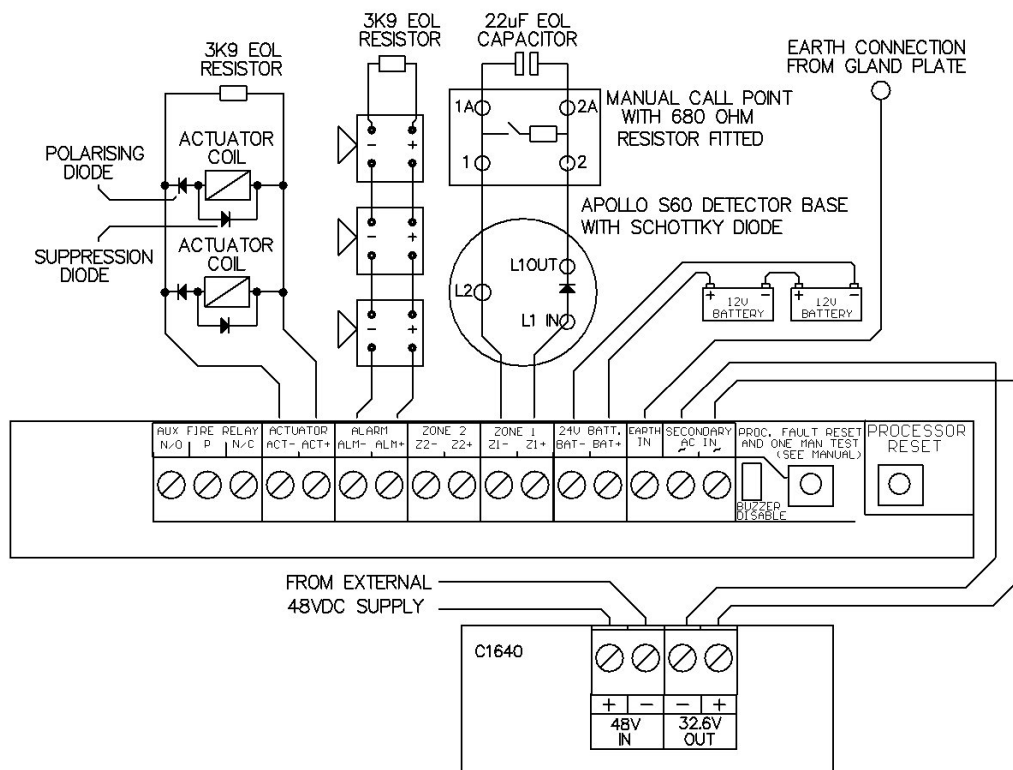 3K9 EOL
RESISTOR
3K9 EOL
RESISTOR
22uF EOL
CAPACITOR
EARTH CONNECTION
FROM GLAND PLATE
1A
2A
MANUAL CALL POINT
WITH 680 OHM
RESISTOR FITTED
1
2
ACTUATOR
COIL
POLARISING
DIODE
SUPPRESSION
DIODE
ACTUATOR
COIL
- +
- +
- +
APOLLO S60 DETECTOR BASE
WITH SCHOTTKY DIODE
L1OUT
L2
L1 IN
+ -
12V
BATTERY
+ -
12V
BATTERY
AUX FIRE RELAY
N/O P N/C
ACTUATOR
ACT- ACT+
ALARM
ALM- ALM+
ZONE 2
Z2- Z2+
ZONE 1
Z1- Z1+
24V BATT.
BAT- BAT+
EARTH
IN
SECONDARY
AC IN
~ ~
PROC. FAULT RESET
AND ONE MAN TEST
(SEE MANUAL)
BUZZER
DISABLE
PROCESSOR
RESET
FROM EXTERNAL
48VDC SUPPLY
C1640
+ - - +
48V
IN
32.6V
OUT